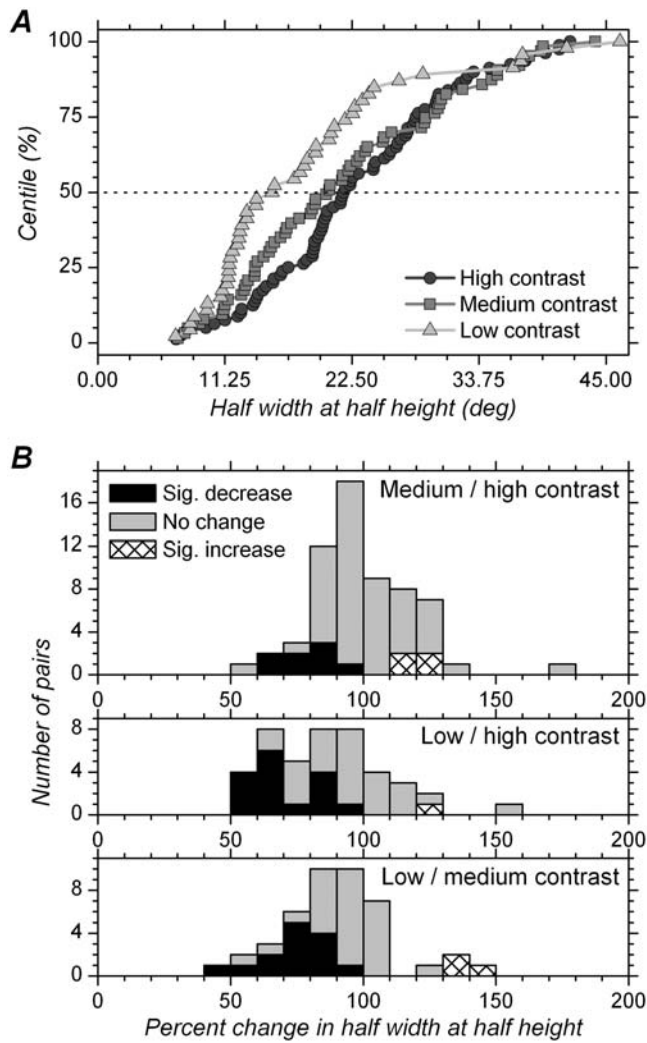 A
Centile (%)
100
75
50
25
0
High contrast
Medium contrast
Low contrast
0.00 11.25 22.50 33.75 45.00
Half width at half height (deg)
B
Number of pairs
Sig. decrease
No change
Sig. increase
Medium / high contrast
16
12
8
4
0
0 50 100 150 200
Low / high contrast
8
4
0
0 50 100 150 200
Low / medium contrast
8
4
0
0 50 100 150 200
Percent change in half width at half height